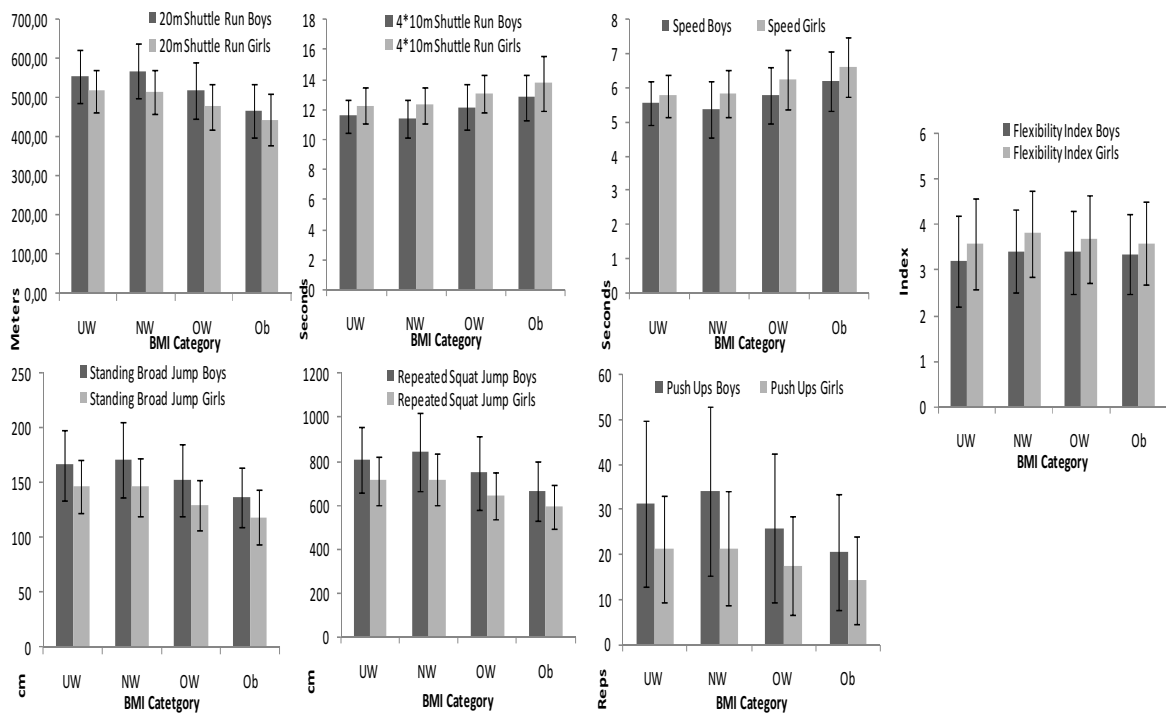 20m Shuttle Run Boys
20m Shuttle Run Girls
700,00
600,00
500,00
400,00
300,00
200,00
100,00
0,00
Meters
UW NW OW Ob
BMI Category
4*10m Shuttle Run Boys
4*10m Shuttle Run Girls
18
16
14
12
10
8
6
4
2
0
Seconds
UW NW OW Ob
BMI Category
Speed Boys Speed Girls
8
7
6
5
4
3
2
1
0
Seconds
UW NW OW Ob
BMI Category
Flexibility Index Boys
Flexibility Index Girls
6
5
4
3
2
1
0
Index
UW NW OW Ob
BMI Category
Standing Broad Jump Boys
Standing Broad Jump Girls
250
200
150
100
50
0
cm
UW NW OW Ob
BMI Catetgory
Repeated Squat Jump Boys
Repeated Squat Jump Girls
1200
1000
800
600
400
200
0
cm
UW NW OW Ob
BMI Category
Push Ups Boys Push Ups Girls
60
50
40
30
20
10
0
Reps
UW NW OW Ob
BMI Category